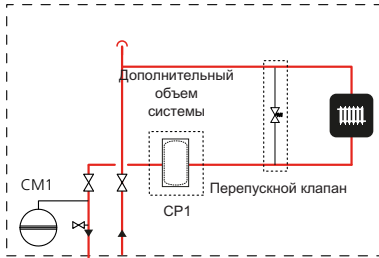 Дополнительный
объем
системы
CM1
Перепускной клапан
CP1